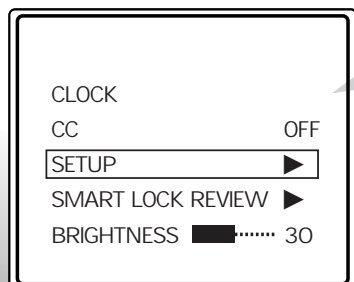 CLOCK
CC OFF
SETUP ▶
SMART LOCK REVIEW ▶
BRIGHTNESS 30